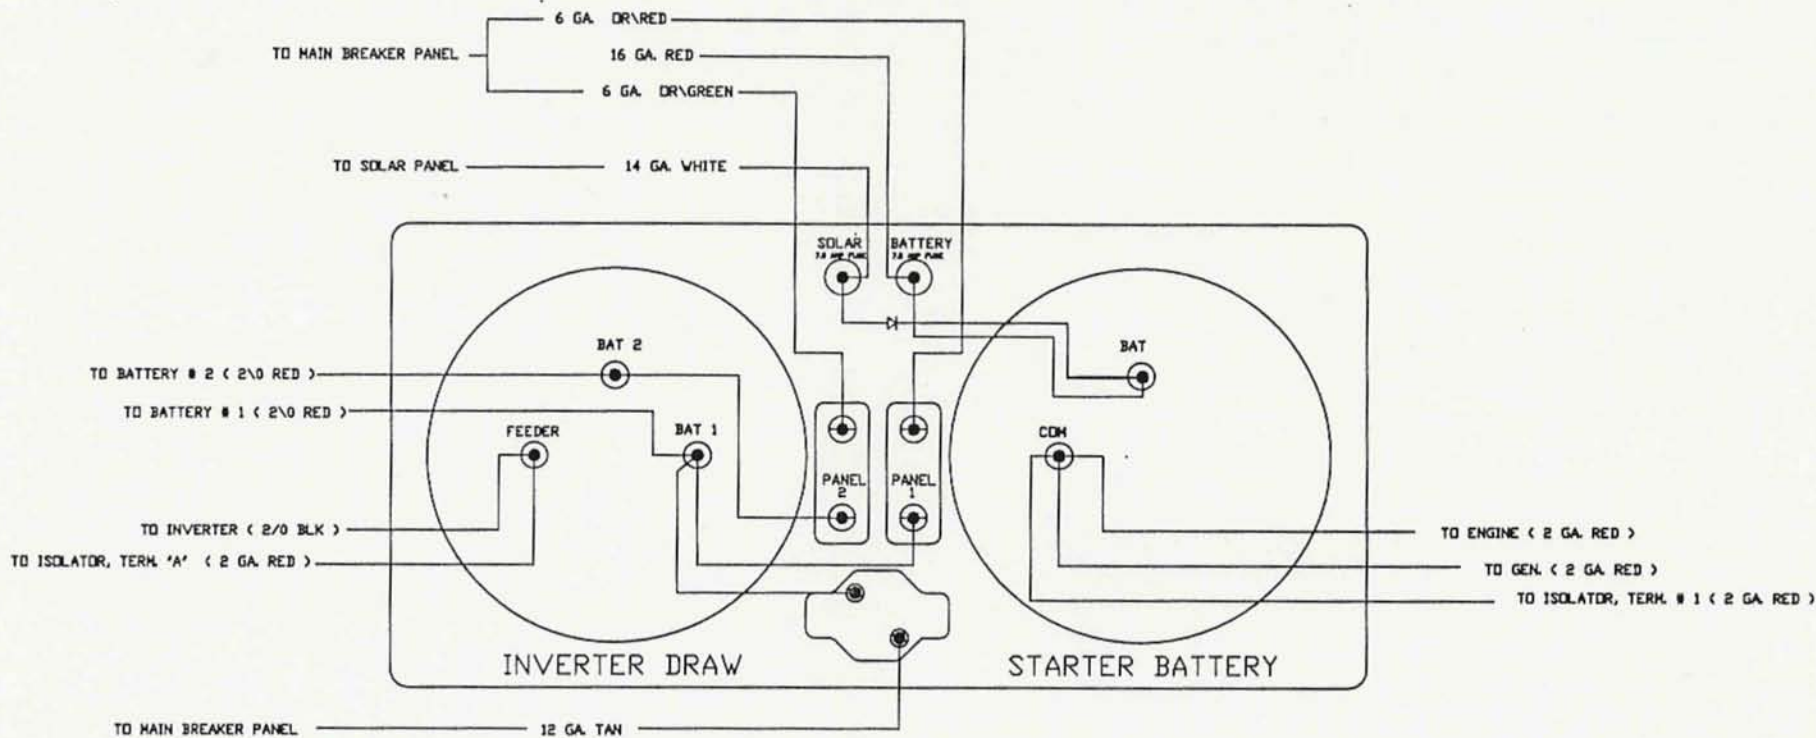 6 GA. OR\RED
TO MAIN BREAKER PANEL
16 GA. RED
6 GA. OR\GREEN
TO SOLAR PANEL
14 GA. WHITE
SOLAR
BATTERY
BAT 2
BAT
TO BATTERY # 2 ( 2\0 RED )
TO BATTERY # 1 ( 2\0 RED )
FEEDER
BAT 1
COM
PANEL
2
PANEL
1
TO INVERTER ( 2/0 BLK )
TO ENGINE ( 2 GA. RED )
TO ISOLATOR, TERM. 'A' ( 2 GA. RED )
TO GEN. ( 2 GA. RED )
TO ISOLATOR, TERM. # 1 ( 2 GA. RED )
INVERTER DRAW
STARTER BATTERY
TO MAIN BREAKER PANEL
12 GA. TAN